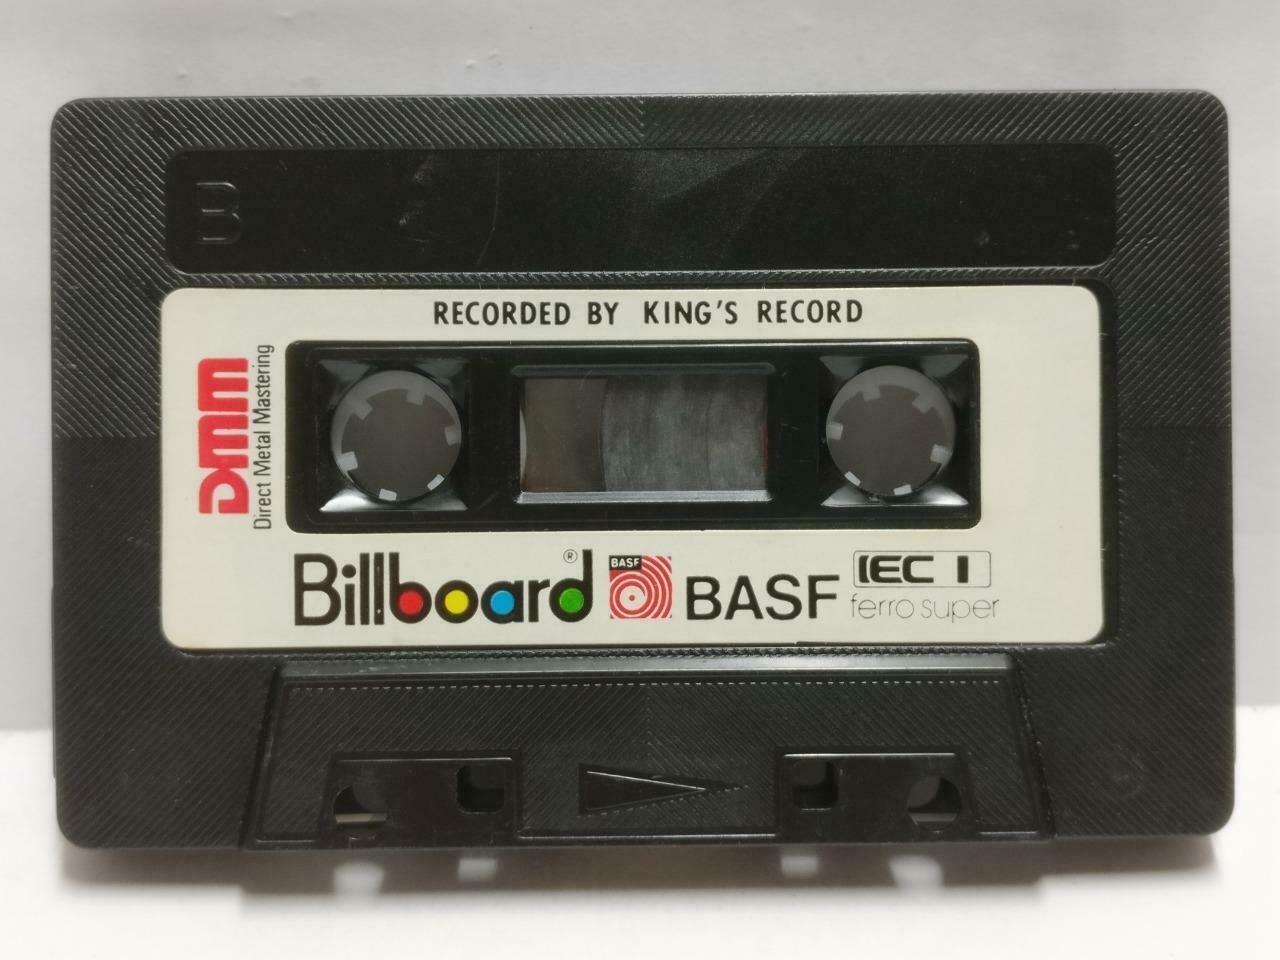 B
RECORDED BY KING'S RECORD
DMM
Direct Metal Mastering
Billboard®
BASF
BASF
IEC I
ferro super